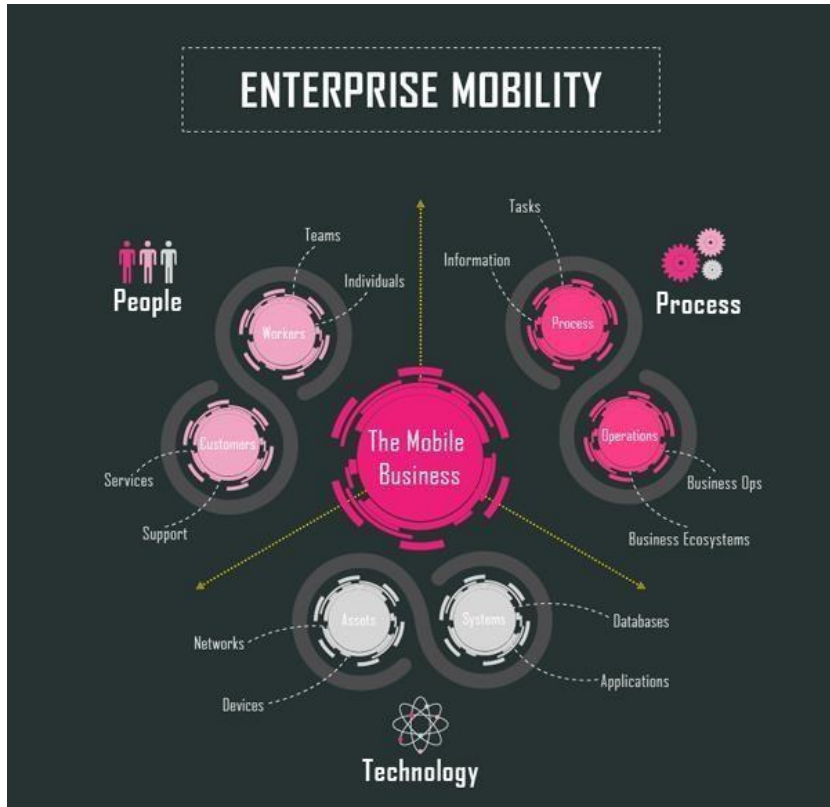 ENTERPRISE MOBILITY
People
Teams
Individuals
Workers
Customers
Services
Support
Tasks
Information
Process
Process
Operations
Business Ops
Business Ecosystems
The Mobile
Business
Assets
Systems
Networks
Devices
Databases
Applications
Technology